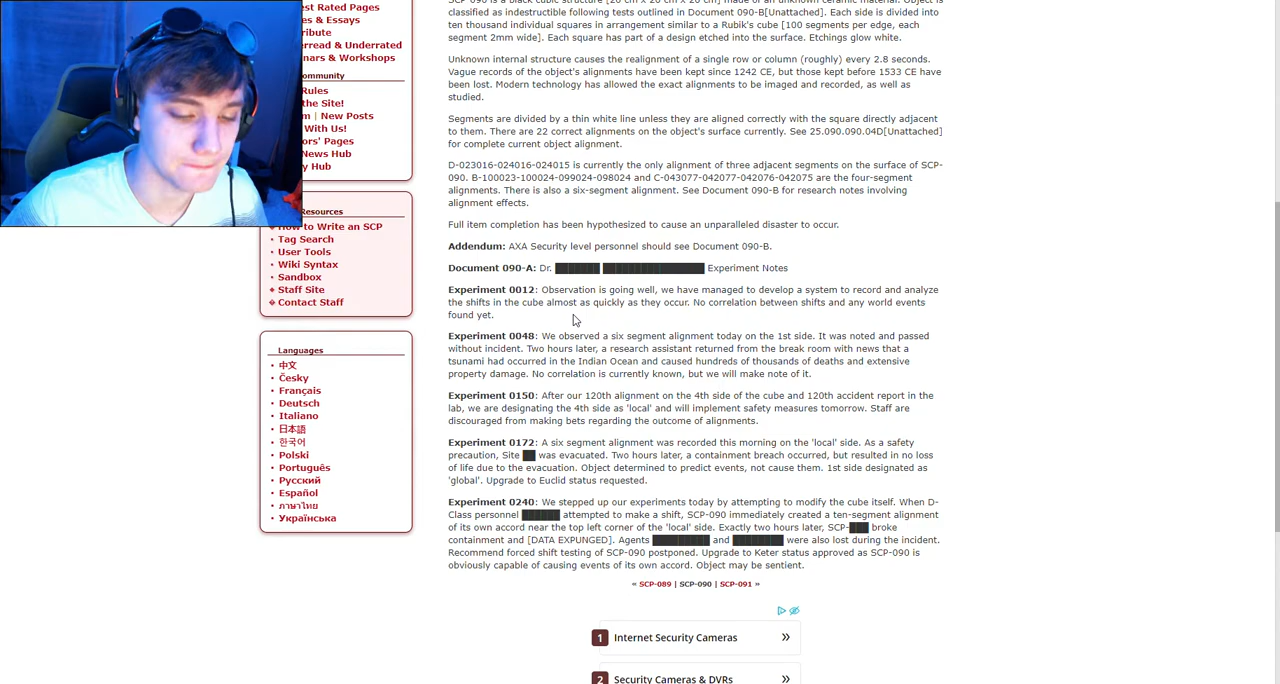 est Rated Pages
es & Essays
ribute
erread & Underrated
nars & Workshops
ommunity
Rules
the Site!
m | New Posts
With Us!
ors' Pages
News Hub
y Hub
Resources
How to Write an SCP
Tag Search
User Tools
Wiki Syntax
Sandbox
Staff Site
Contact Staff
Languages
中文
Česky
Français
Deutsch
Italiano
日本語
한국어
Polski
Português
Русский
Español
ภาษาไทย
Українська
SCP-090 is a black cubic structure [20 cm x 20 cm x 20 cm] made of an unknown ceramic material. Object is
classified as indestructible following tests outlined in Document 090-B[Unattached]. Each side is divided into
ten thousand individual squares in arrangement similar to a Rubik's cube [100 segments per edge, each
segment 2mm wide]. Each square has part of a design etched into the surface. Etchings glow white.
Unknown internal structure causes the realignment of a single row or column (roughly) every 2.8 seconds.
Vague records of the object's alignments have been kept since 1242 CE, but those kept before 1533 CE have
been lost. Modern technology has allowed the exact alignments to be imaged and recorded, as well as
studied.
Segments are divided by a thin white line unless they are aligned correctly with the square directly adjacent
to them. There are 22 correct alignments on the object's surface currently. See 25.090.090.04D[Unattached]
for complete current object alignment.
D-023016-024016-024015 is currently the only alignment of three adjacent segments on the surface of SCP-
090. B-100023-100024-099024-098024 and C-043077-042077-042076-042075 are the four-segment
alignments. There is also a six-segment alignment. See Document 090-B for research notes involving
alignment effects.
Full item completion has been hypothesized to cause an unparalleled disaster to occur.
Addendum: AXA Security level personnel should see Document 090-B.
Document 090-A: Dr. ███████ ████████████████ Experiment Notes
Experiment 0012: Observation is going well, we have managed to develop a system to record and analyze
the shifts in the cube almost as quickly as they occur. No correlation between shifts and any world events
found yet.
Experiment 0048: We observed a six segment alignment today on the 1st side. It was noted and passed
without incident. Two hours later, a research assistant returned from the break room with news that a
tsunami had occurred in the Indian Ocean and caused hundreds of thousands of deaths and extensive
property damage. No correlation is currently known, but we will make note of it.
Experiment 0150: After our 120th alignment on the 4th side of the cube and 120th accident report in the
lab, we are designating the 4th side as 'local' and will implement safety measures tomorrow. Staff are
discouraged from making bets regarding the outcome of alignments.
Experiment 0172: A six segment alignment was recorded this morning on the 'local' side. As a safety
precaution, Site ██ was evacuated. Two hours later, a containment breach occurred, but resulted in no loss
of life due to the evacuation. Object determined to predict events, not cause them. 1st side designated as
'global'. Upgrade to Euclid status requested.
Experiment 0240: We stepped up our experiments today by attempting to modify the cube itself. When D-
Class personnel ██████ attempted to make a shift, SCP-090 immediately created a ten-segment alignment
of its own accord near the top left corner of the 'local' side. Exactly two hours later, SCP-███ broke
containment and [DATA EXPUNGED]. Agents █████████ and ████████ were also lost during the incident.
Recommend forced shift testing of SCP-090 postponed. Upgrade to Keter status approved as SCP-090 is
obviously capable of causing events of its own accord. Object may be sentient.
« SCP-089 | SCP-090 | SCP-091 »
1 Internet Security Cameras »
2 Security Cameras & DVRs »